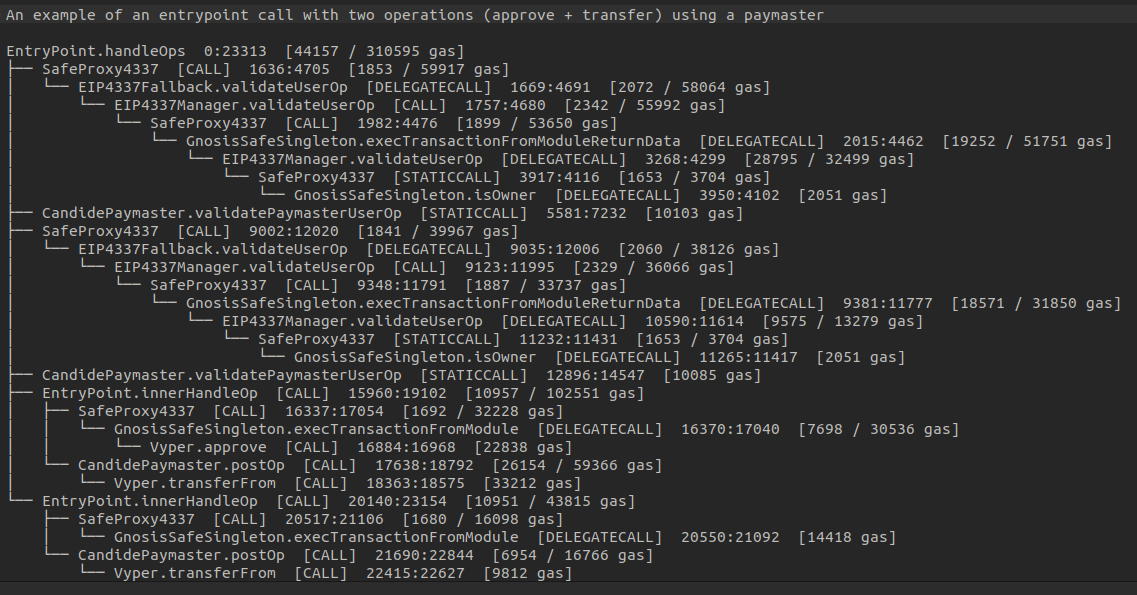 An example of an entrypoint call with two operations (approve + transfer) using a paymaster
EntryPoint.handleOps  0:23313  [44157 / 310595 gas]
├── SafeProxy4337  [CALL]  1636:4705  [1853 / 59917 gas]
│   └── EIP4337Fallback.validateUserOp  [DELEGATECALL]  1669:4691  [2072 / 58064 gas]
│       └── EIP4337Manager.validateUserOp  [CALL]  1757:4680  [2342 / 55992 gas]
│           └── SafeProxy4337  [CALL]  1982:4476  [1899 / 53650 gas]
│               └── GnosisSafeSingleton.execTransactionFromModuleReturnData  [DELEGATECALL]  2015:4462  [19252 / 51751 gas]
│                   └── EIP4337Manager.validateUserOp  [DELEGATECALL]  3268:4299  [28795 / 32499 gas]
│                       └── SafeProxy4337  [STATICCALL]  3917:4116  [1653 / 3704 gas]
│                           └── GnosisSafeSingleton.isOwner  [DELEGATECALL]  3950:4102  [2051 gas]
├── CandidePaymaster.validatePaymasterUserOp  [STATICCALL]  5581:7232  [10103 gas]
├── SafeProxy4337  [CALL]  9002:12020  [1841 / 39967 gas]
│   └── EIP4337Fallback.validateUserOp  [DELEGATECALL]  9035:12006  [2060 / 38126 gas]
│       └── EIP4337Manager.validateUserOp  [CALL]  9123:11995  [2329 / 36066 gas]
│           └── SafeProxy4337  [CALL]  9348:11791  [1887 / 33737 gas]
│               └── GnosisSafeSingleton.execTransactionFromModuleReturnData  [DELEGATECALL]  9381:11777  [18571 / 31850 gas]
│                   └── EIP4337Manager.validateUserOp  [DELEGATECALL]  10590:11614  [9575 / 13279 gas]
│                       └── SafeProxy4337  [STATICCALL]  11232:11431  [1653 / 3704 gas]
│                           └── GnosisSafeSingleton.isOwner  [DELEGATECALL]  11265:11417  [2051 gas]
├── CandidePaymaster.validatePaymasterUserOp  [STATICCALL]  12896:14547  [10085 gas]
├── EntryPoint.innerHandleOp  [CALL]  15960:19102  [10957 / 102551 gas]
│   ├── SafeProxy4337  [CALL]  16337:17054  [1692 / 32228 gas]
│   │   └── GnosisSafeSingleton.execTransactionFromModule  [DELEGATECALL]  16370:17040  [7698 / 30536 gas]
│   │       └── Vyper.approve  [CALL]  16884:16968  [22838 gas]
│   └── CandidePaymaster.postOp  [CALL]  17638:18792  [26154 / 59366 gas]
│       └── Vyper.transferFrom  [CALL]  18363:18575  [33212 gas]
└── EntryPoint.innerHandleOp  [CALL]  20140:23154  [10951 / 43815 gas]
    ├── SafeProxy4337  [CALL]  20517:21106  [1680 / 16098 gas]
    │   └── GnosisSafeSingleton.execTransactionFromModule  [DELEGATECALL]  20550:21092  [14418 gas]
    └── CandidePaymaster.postOp  [CALL]  21690:22844  [6954 / 16766 gas]
        └── Vyper.transferFrom  [CALL]  22415:22627  [9812 gas]